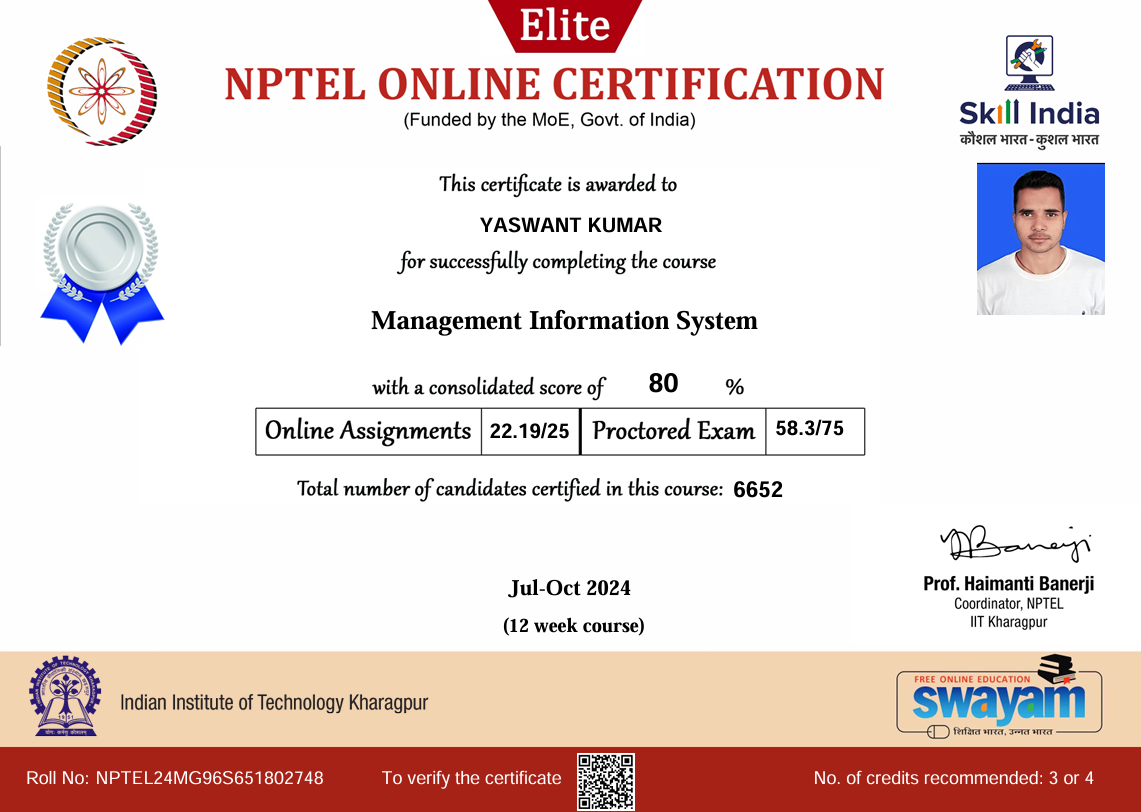 Elite
NPTEL ONLINE CERTIFICATION
(Funded by the MoE, Govt. of India)
Skill India
कौशल भारत - कुशल भारत
This certificate is awarded to
YASWANT KUMAR
for successfully completing the course
Management Information System
with a consolidated score of 80 %
Online Assignments 22.19/25 Proctored Exam 58.3/75
Total number of candidates certified in this course: 6652
Jul-Oct 2024
(12 week course)
Prof. Haimanti Banerji
Coordinator, NPTEL
IIT Kharagpur
Indian Institute of Technology Kharagpur
FREE ONLINE EDUCATION
swayam
शिक्षित भारत, उन्नत भारत
Roll No: NPTEL24MG96S651802748 To verify the certificate No. of credits recommended: 3 or 4